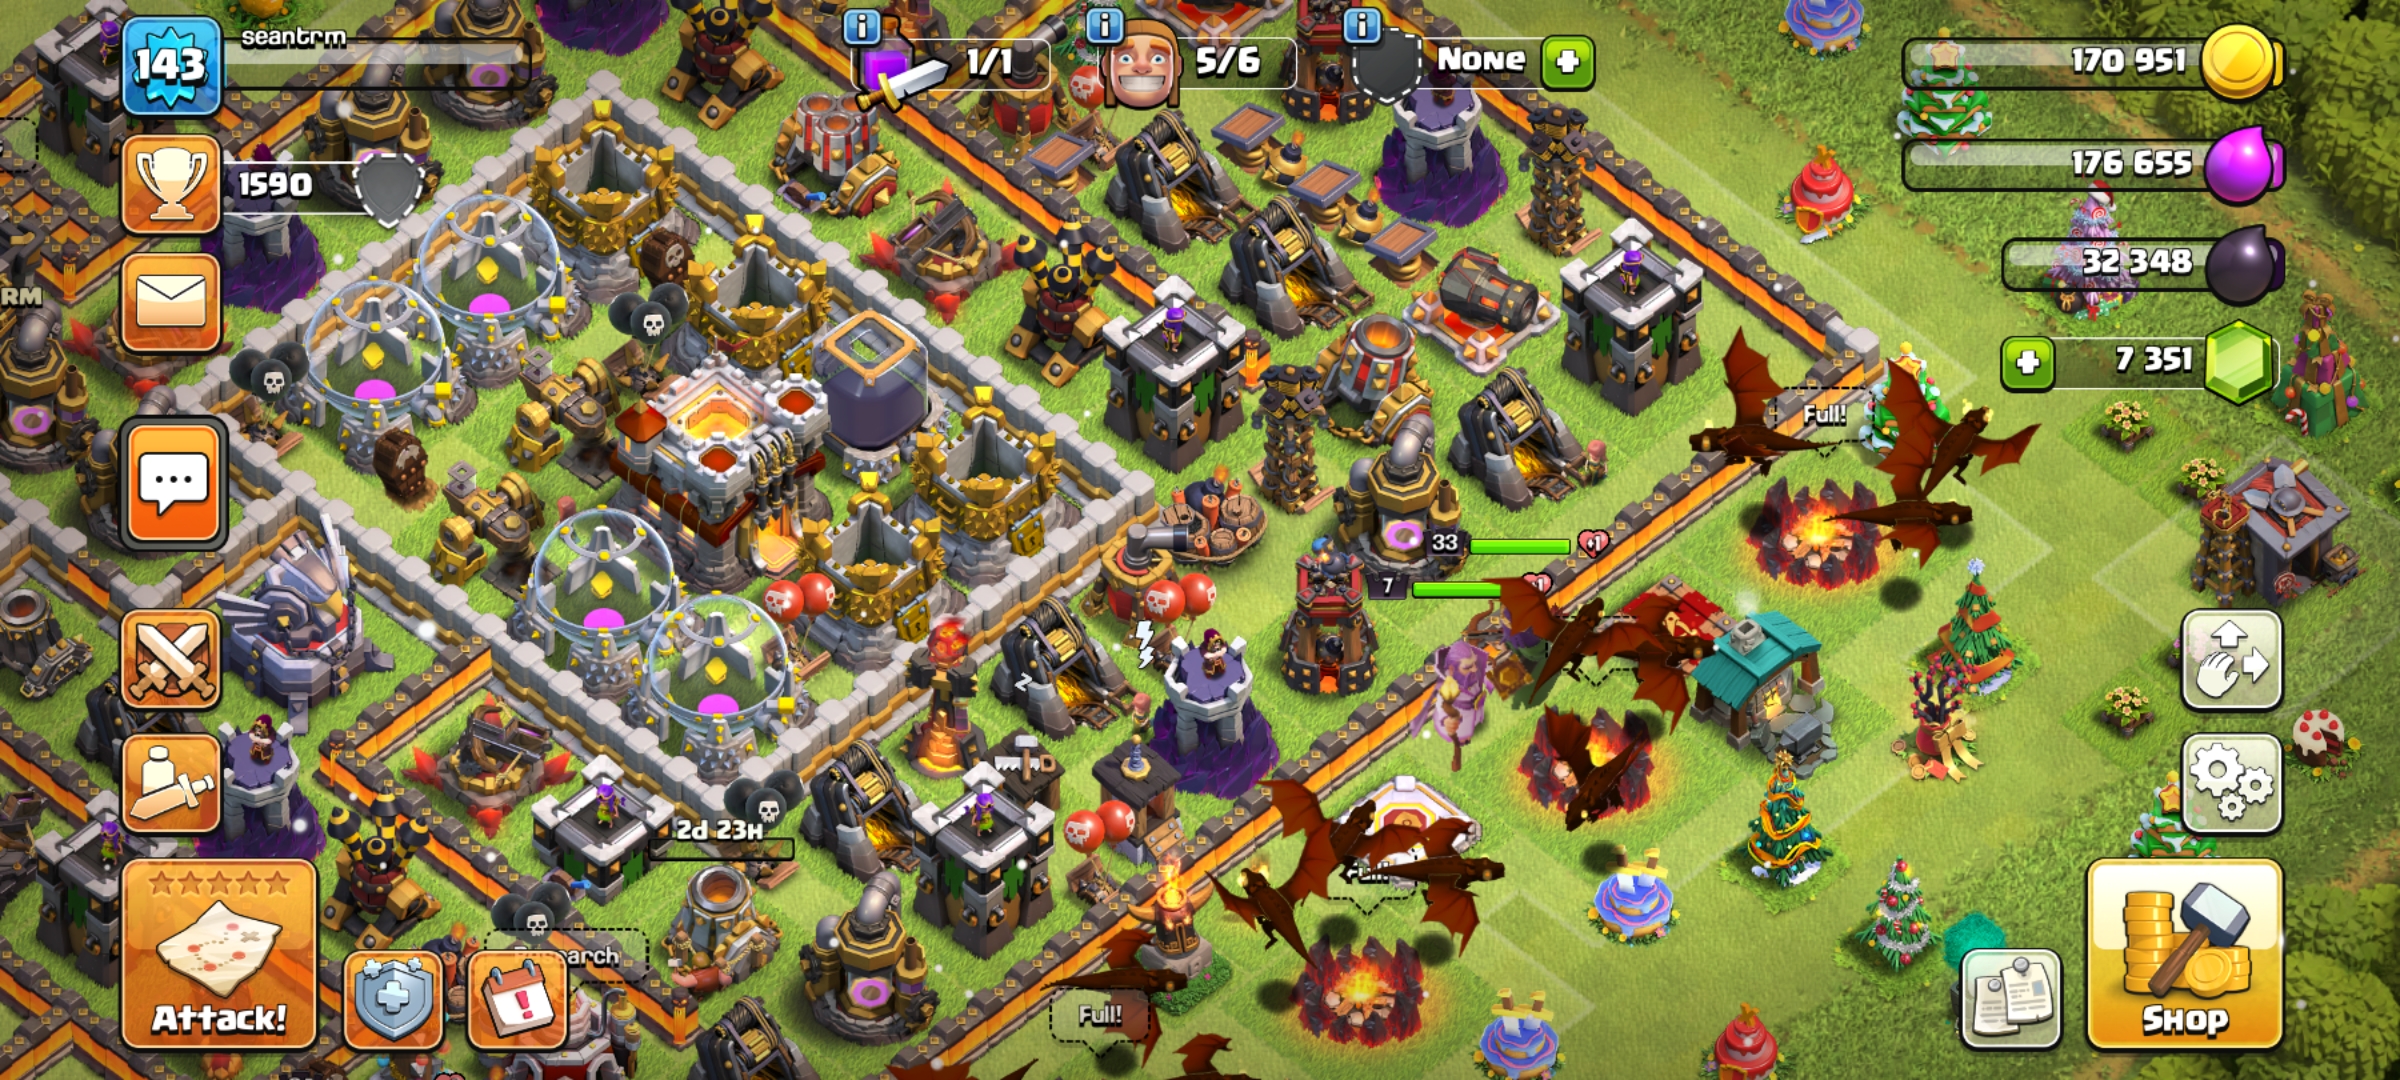 143
seantrm
1/1
5/6
None
170 951
1590
176 655
32 348
RM
7 351
Full!
33
7
2d 23H
Full!
Attack!
Full!
Shop